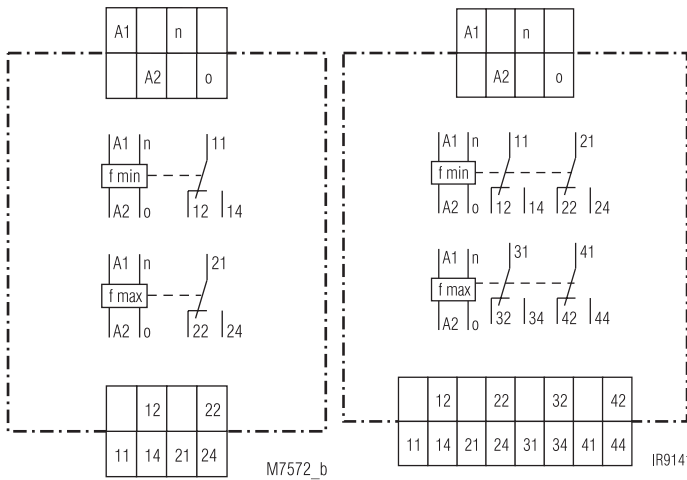 A1 n
A2 o
A1 n 11
f min
A2 o 12 14
A1 n 21
f max
A2 o 22 24
12 22
11 14 21 24
M7572_b
A1 n
A2 o
A1 n 11 21
f min
A2 o 12 14 22 24
A1 n 31 41
f max
A2 o 32 34 42 44
12 22 32 42
11 14 21 24 31 34 41 44
IR9141